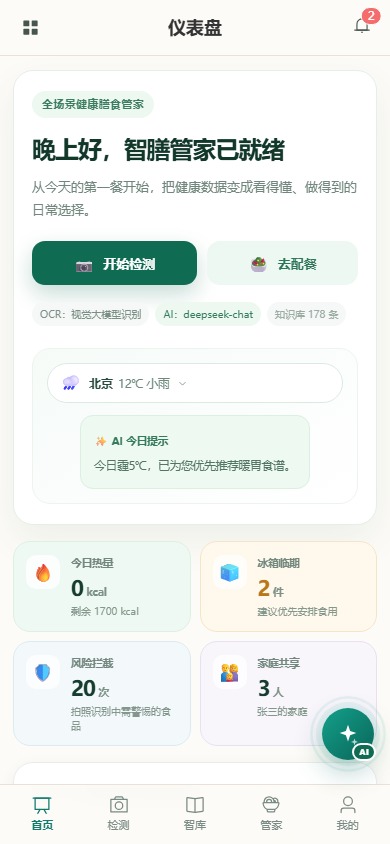 仪表盘
2
全场景健康膳食管家
晚上好，智膳管家已就绪
从今天的第一餐开始，把健康数据变成看得懂、做得到的
日常选择。
开始检测
去配餐
OCR：视觉大模型识别
AI：deepseek-chat
知识库 178 条
北京 12℃ 小雨
AI 今日提示
今日霾5℃，已为您优先推荐暖胃食谱。
今日热量
0 kcal
剩余 1700 kcal
冰箱临期
2 件
建议优先安排食用
风险拦截
20 次
拍照识别中需警惕的食
品
家庭共享
3 人
张三的家庭
AI
首页
检测
智库
管家
我的